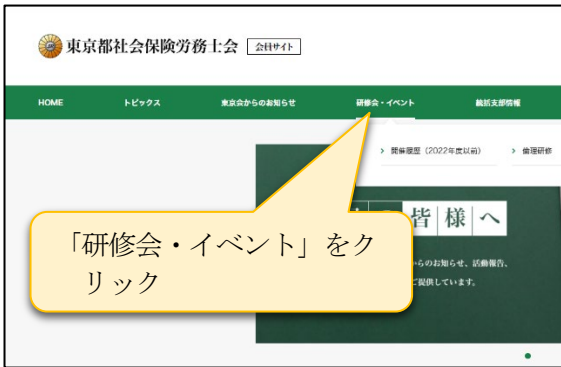 東京都社会保険労務士会 会員サイト
HOME トピックス 東京会からのお知らせ 研修会・イベント 統括支部情報
> 開催履歴（2022年度以前） > 倫理研修
皆様へ
らのお知らせ、活動報告、
ご提供しています。
「研修会・イベント」をク
リック